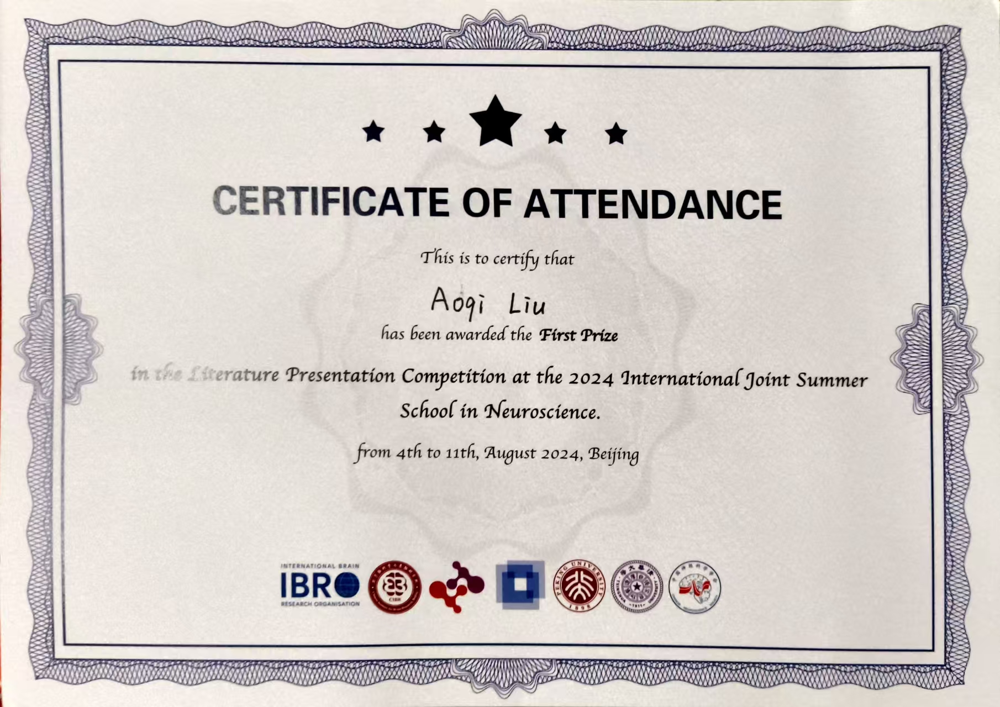 CERTIFICATE OF ATTENDANCE
This is to certify that
Aoqi Liu
has been awarded the First Prize
in the Literature Presentation Competition at the 2024 International Joint Summer
School in Neuroscience.
from 4th to 11th, August 2024, Beijing
INTERNATIONAL BRAIN
IBRO
RESEARCH ORGANISATION
CIBR
PEKING UNIVERSITY
1898
TSINGHUA UNIVERSITY
-1911-